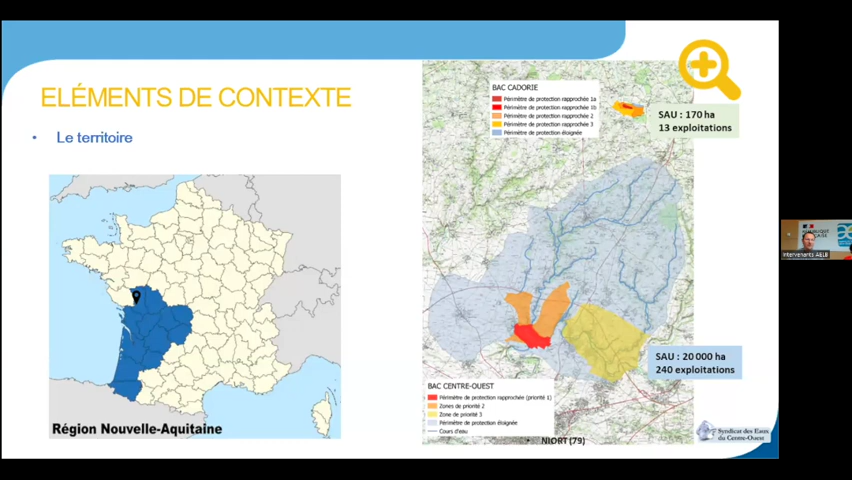 ELÉMENTS DE CONTEXTE
• Le territoire
Région Nouvelle-Aquitaine
BAC CADORIE
Périmètre de protection rapprochée 1a
Périmètre de protection rapprochée 1b
Périmètre de protection rapprochée 2
Périmètre de protection rapprochée 3
Périmètre de protection éloignée
SAU : 170 ha
13 exploitations
SAU : 20 000 ha
240 exploitations
BAC CENTRE-OUEST
Périmètre de protection rapprochée (priorité 1)
Zones de priorité 2
Zone de priorité 3
Périmètre de protection éloignée
Cours d'eau
• NIORT (79)
Syndicat des Eaux
du Centre-Ouest
RÉPUBLIQUE
FRANÇAISE
Intervenants AELB